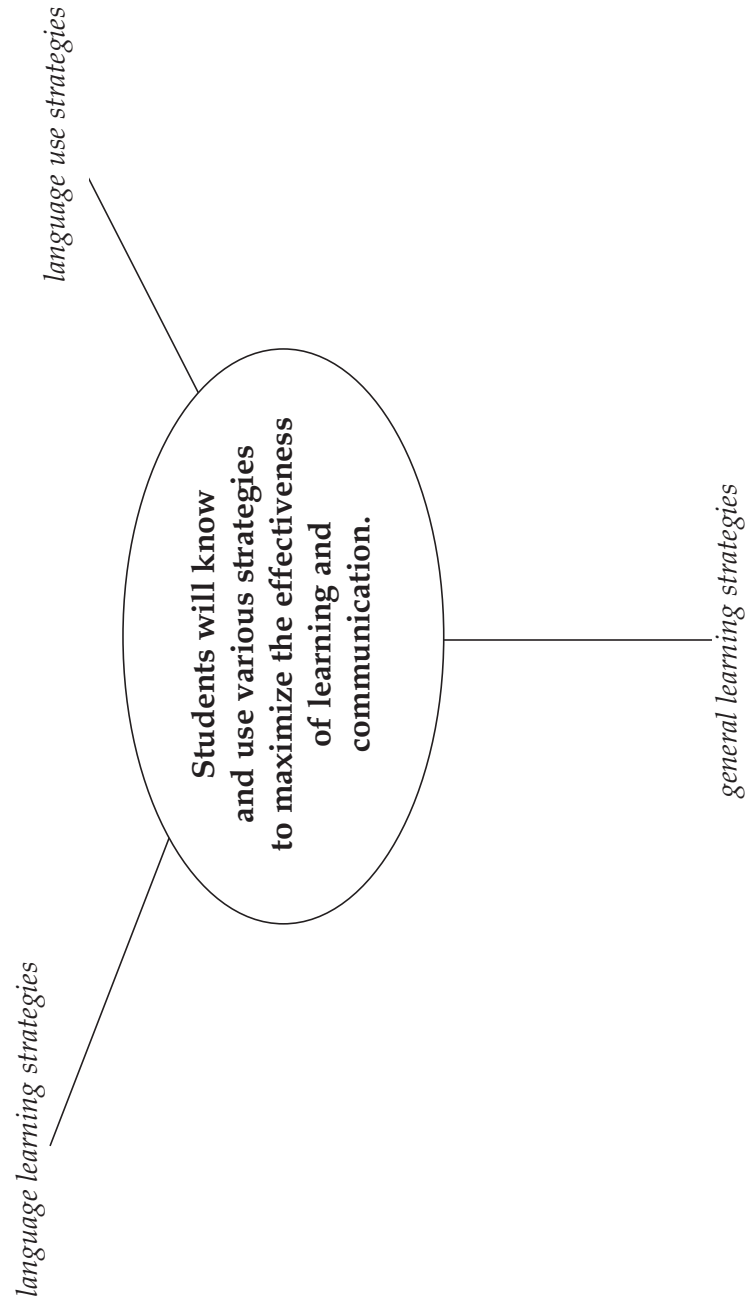 language learning strategies
language use strategies
Students will know
and use various strategies
to maximize the effectiveness
of learning and
communication.
general learning strategies